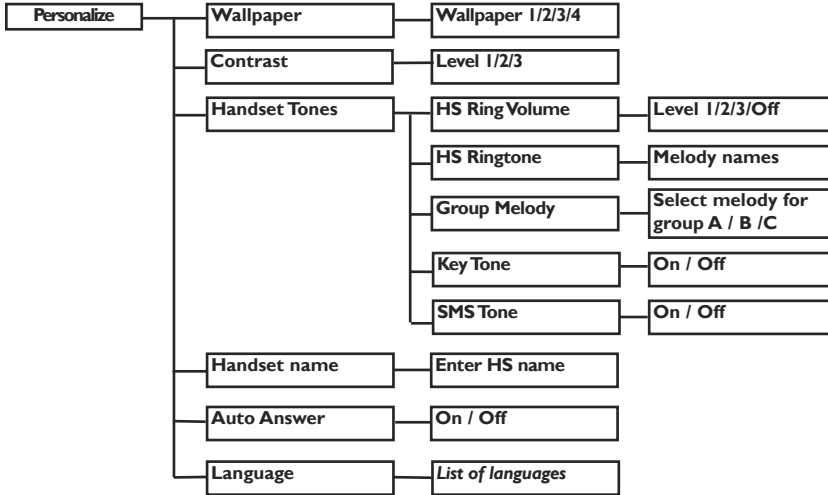 Personalize
Wallpaper
Wallpaper 1/2/3/4
Contrast
Level 1/2/3
Handset Tones
HS Ring Volume
Level 1/2/3/Off
HS Ringtone
Melody names
Group Melody
Select melody for
group A / B /C
Key Tone
On / Off
SMS Tone
On / Off
Handset name
Enter HS name
Auto Answer
On / Off
Language
List of languages